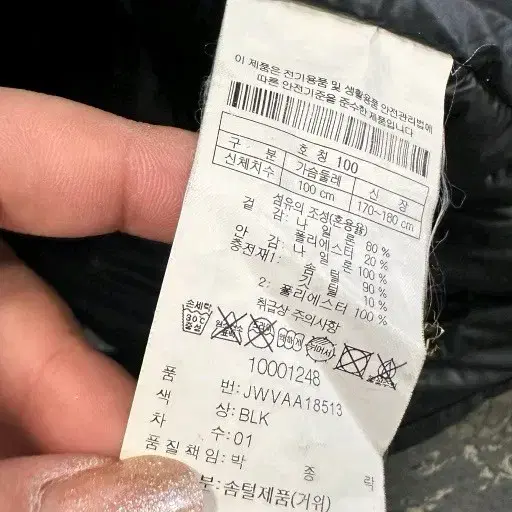 이 제품은 전기용품 및 생활용품 안전관리법에
따른 안전기준을 준수한 제품입니다
구 분 호 칭 100
신체치수 가슴둘레 신 장
100 cm 170~180 cm
섬유의 조성(혼용율)
겉 감: 나 일 론 80 %
폴리에스터 20 %
안 감: 나 일 론 100 %
충전재1: 솜 털 90 %
깃 털 10 %
2: 폴리에스터 100 %
취급상 주의사항
손세탁
30℃
중성
10001248
품 번: JWVAA18513
색 상: BLK
차 수: 01
품질책임: 박 종 락
부: 솜털제품(거위)